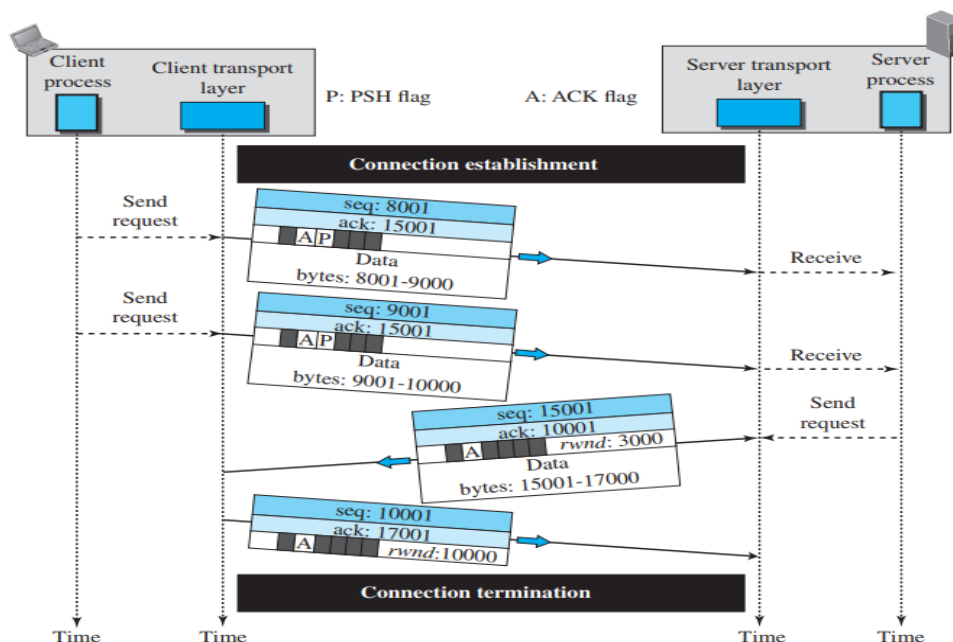 Client
process
Client transport
layer
P: PSH flag
A: ACK flag
Server transport
layer
Server
process
Connection establishment
Send
request
seq: 8001
ack: 15001
A P
Data
bytes: 8001-9000
Receive
Send
request
seq: 9001
ack: 15001
A P
Data
bytes: 9001-10000
Receive
Send
request
seq: 15001
ack: 10001
A rwnd: 3000
Data
bytes: 15001-17000
seq: 10001
ack: 17001
A rwnd:10000
Connection termination
Time
Time
Time
Time